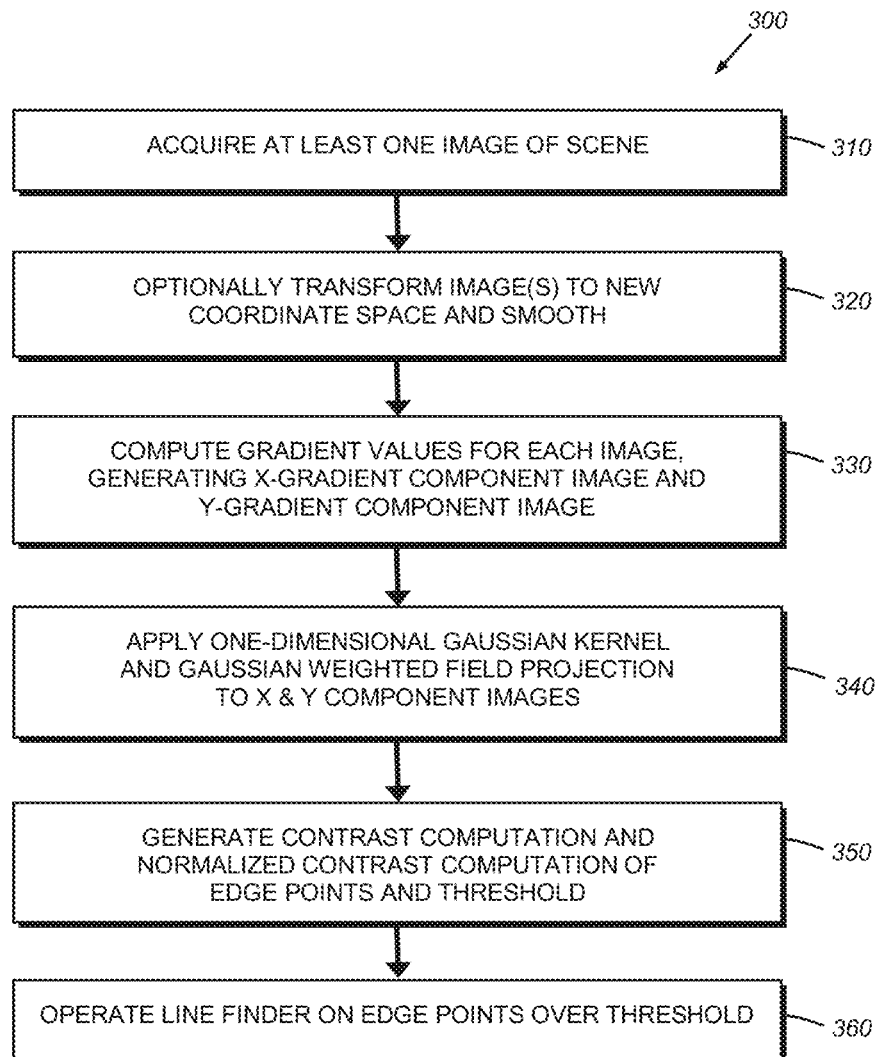 300
ACQUIRE AT LEAST ONE IMAGE OF SCENE
310
OPTIONALLY TRANSFORM IMAGE(S) TO NEW
COORDINATE SPACE AND SMOOTH
320
COMPUTE GRADIENT VALUES FOR EACH IMAGE,
GENERATING X-GRADIENT COMPONENT IMAGE AND
Y-GRADIENT COMPONENT IMAGE
330
APPLY ONE-DIMENSIONAL GAUSSIAN KERNEL
AND GAUSSIAN WEIGHTED FIELD PROJECTION
TO X & Y COMPONENT IMAGES
340
GENERATE CONTRAST COMPUTATION AND
NORMALIZED CONTRAST COMPUTATION OF
EDGE POINTS AND THRESHOLD
350
OPERATE LINE FINDER ON EDGE POINTS OVER THRESHOLD
360